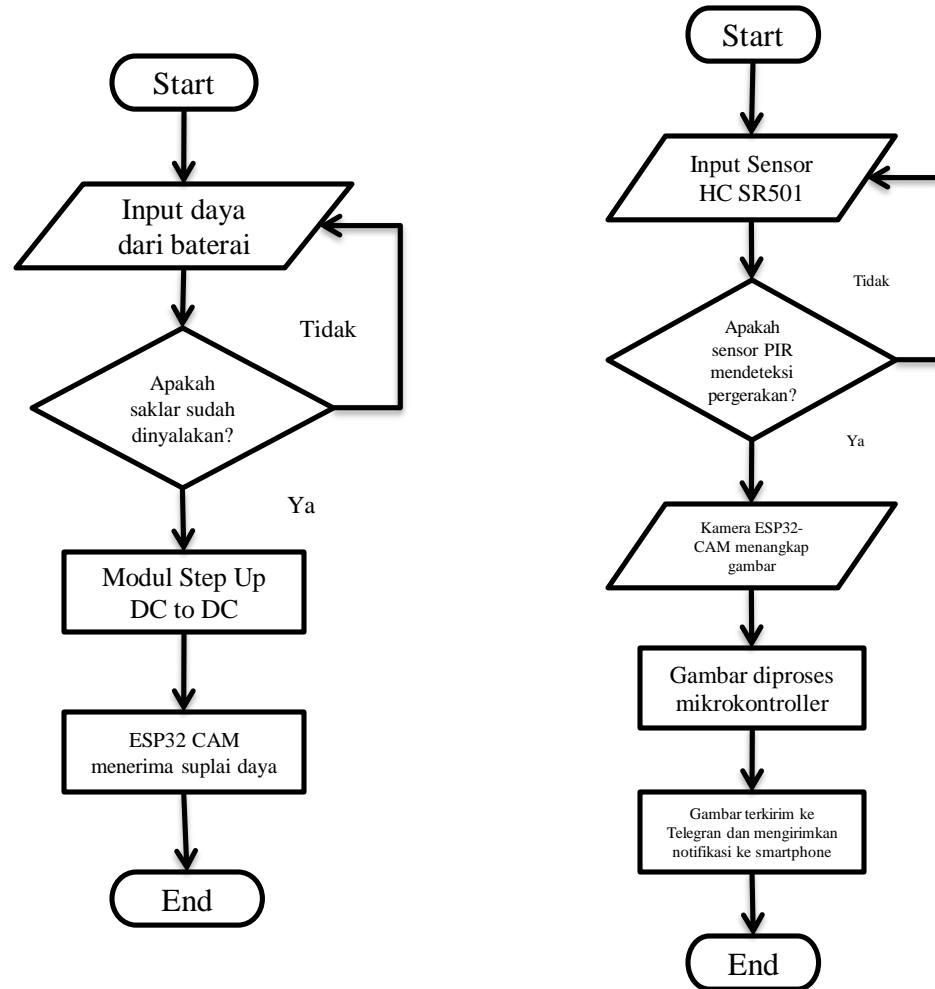 Start
Input daya
dari baterai
Tidak
Apakah
saklar sudah
dinyalakan?
Ya
Modul Step Up
DC to DC
ESP32 CAM
menerima suplai daya
End
Start
Input Sensor
HC SR501
Tidak
Apakah
sensor PIR
mendeteksi
pergerakan?
Ya
Kamera ESP32-
CAM menangkap
gambar
Gambar diproses
mikrokontroller
Gambar terkirim ke
Telegran dan mengirimkan
notifikasi ke smartphone
End